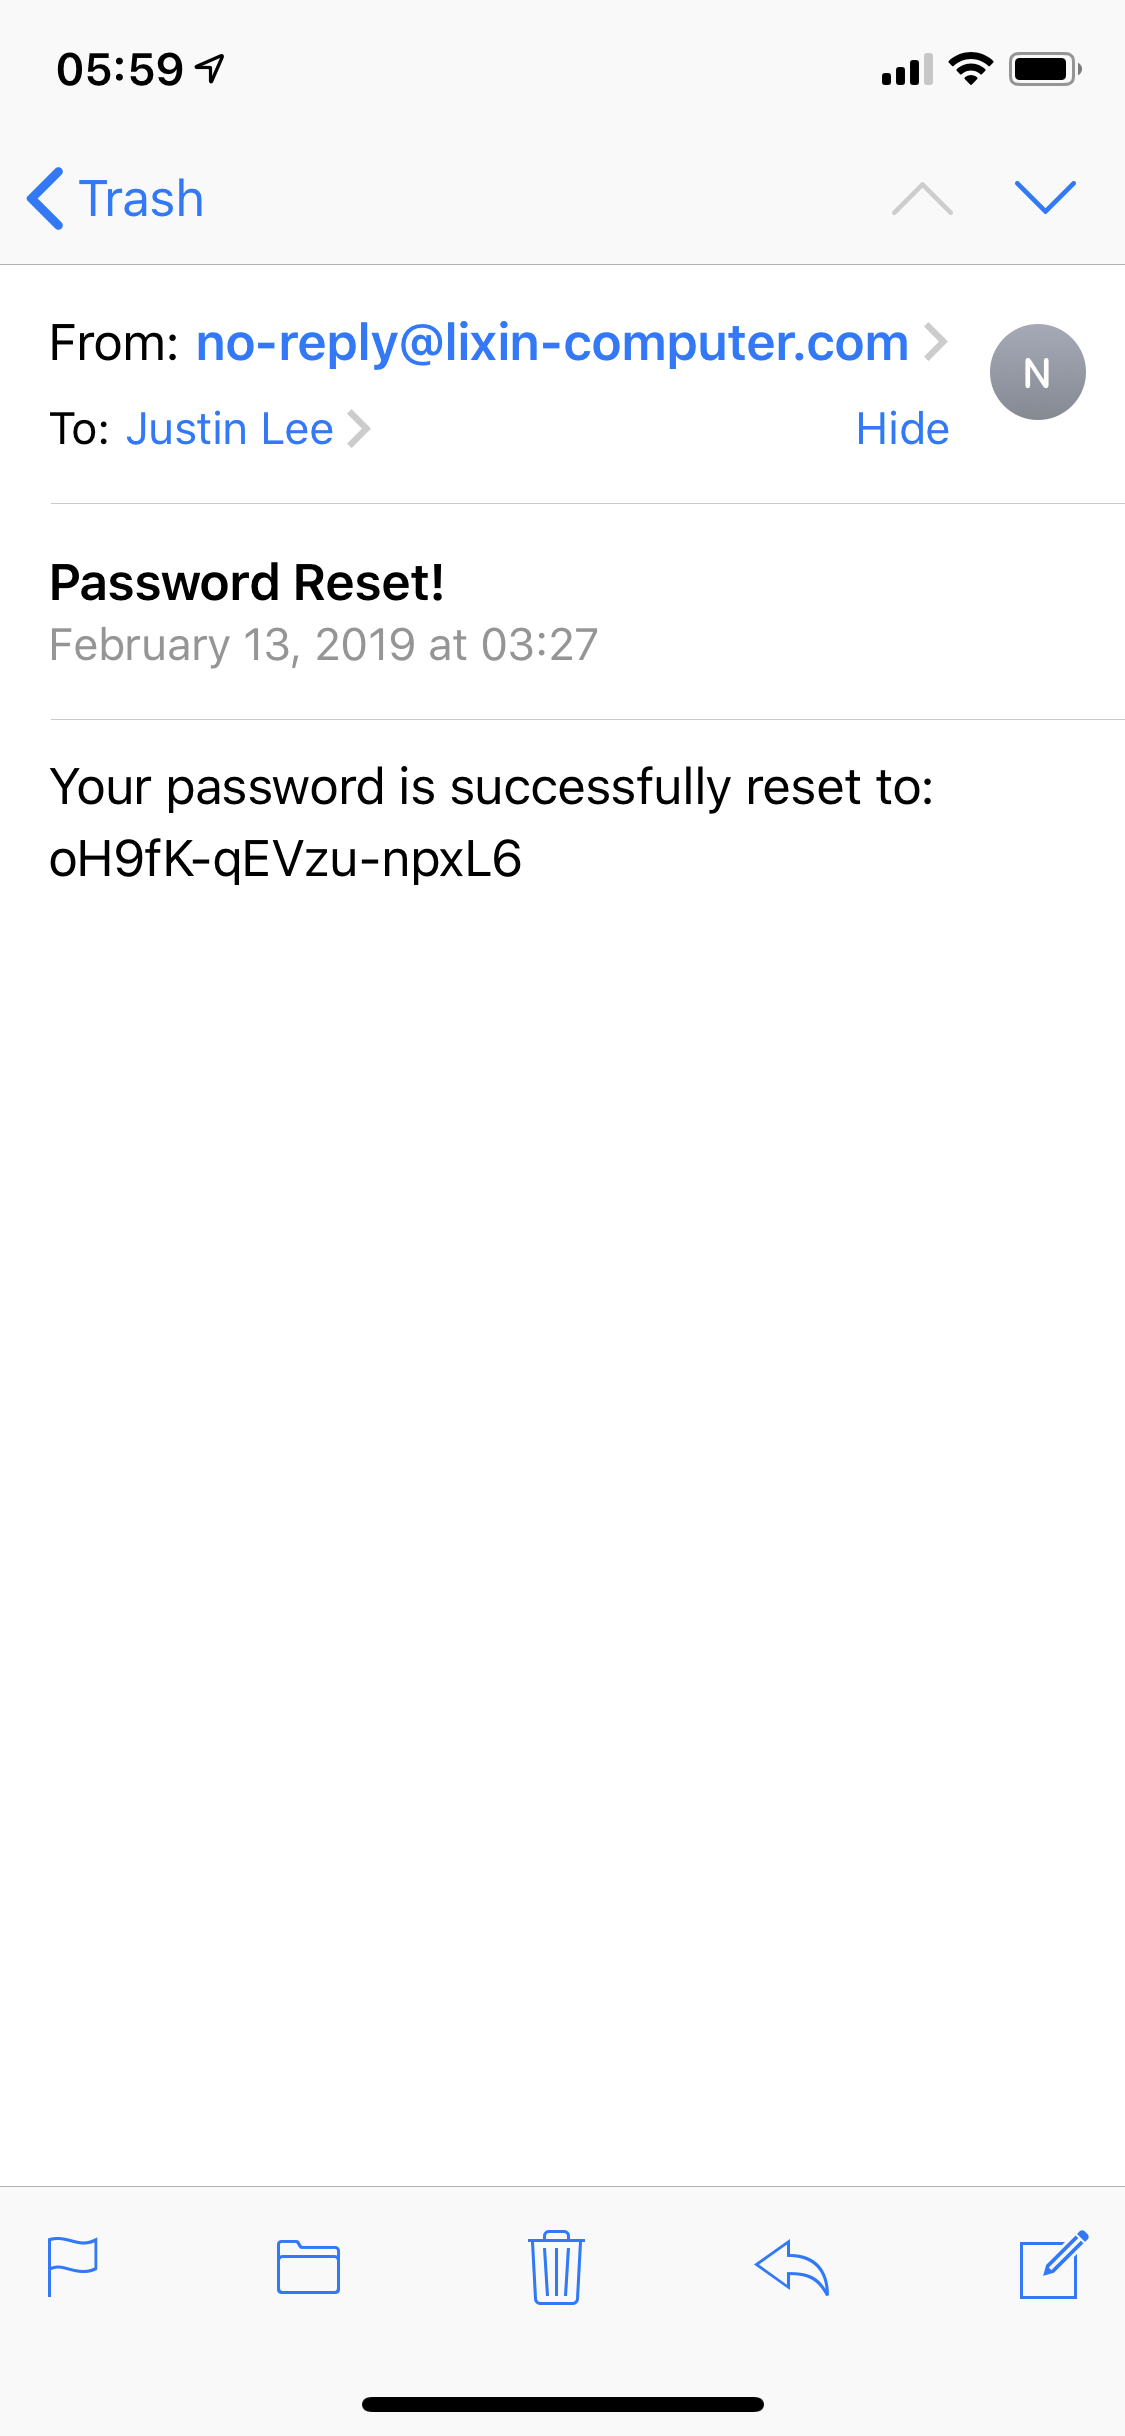 05:59
Trash
From: no-reply@lixin-computer.com
N
To: Justin Lee
Hide
Password Reset!
February 13, 2019 at 03:27
Your password is successfully reset to:
oH9fK-qEVzu-npxL6